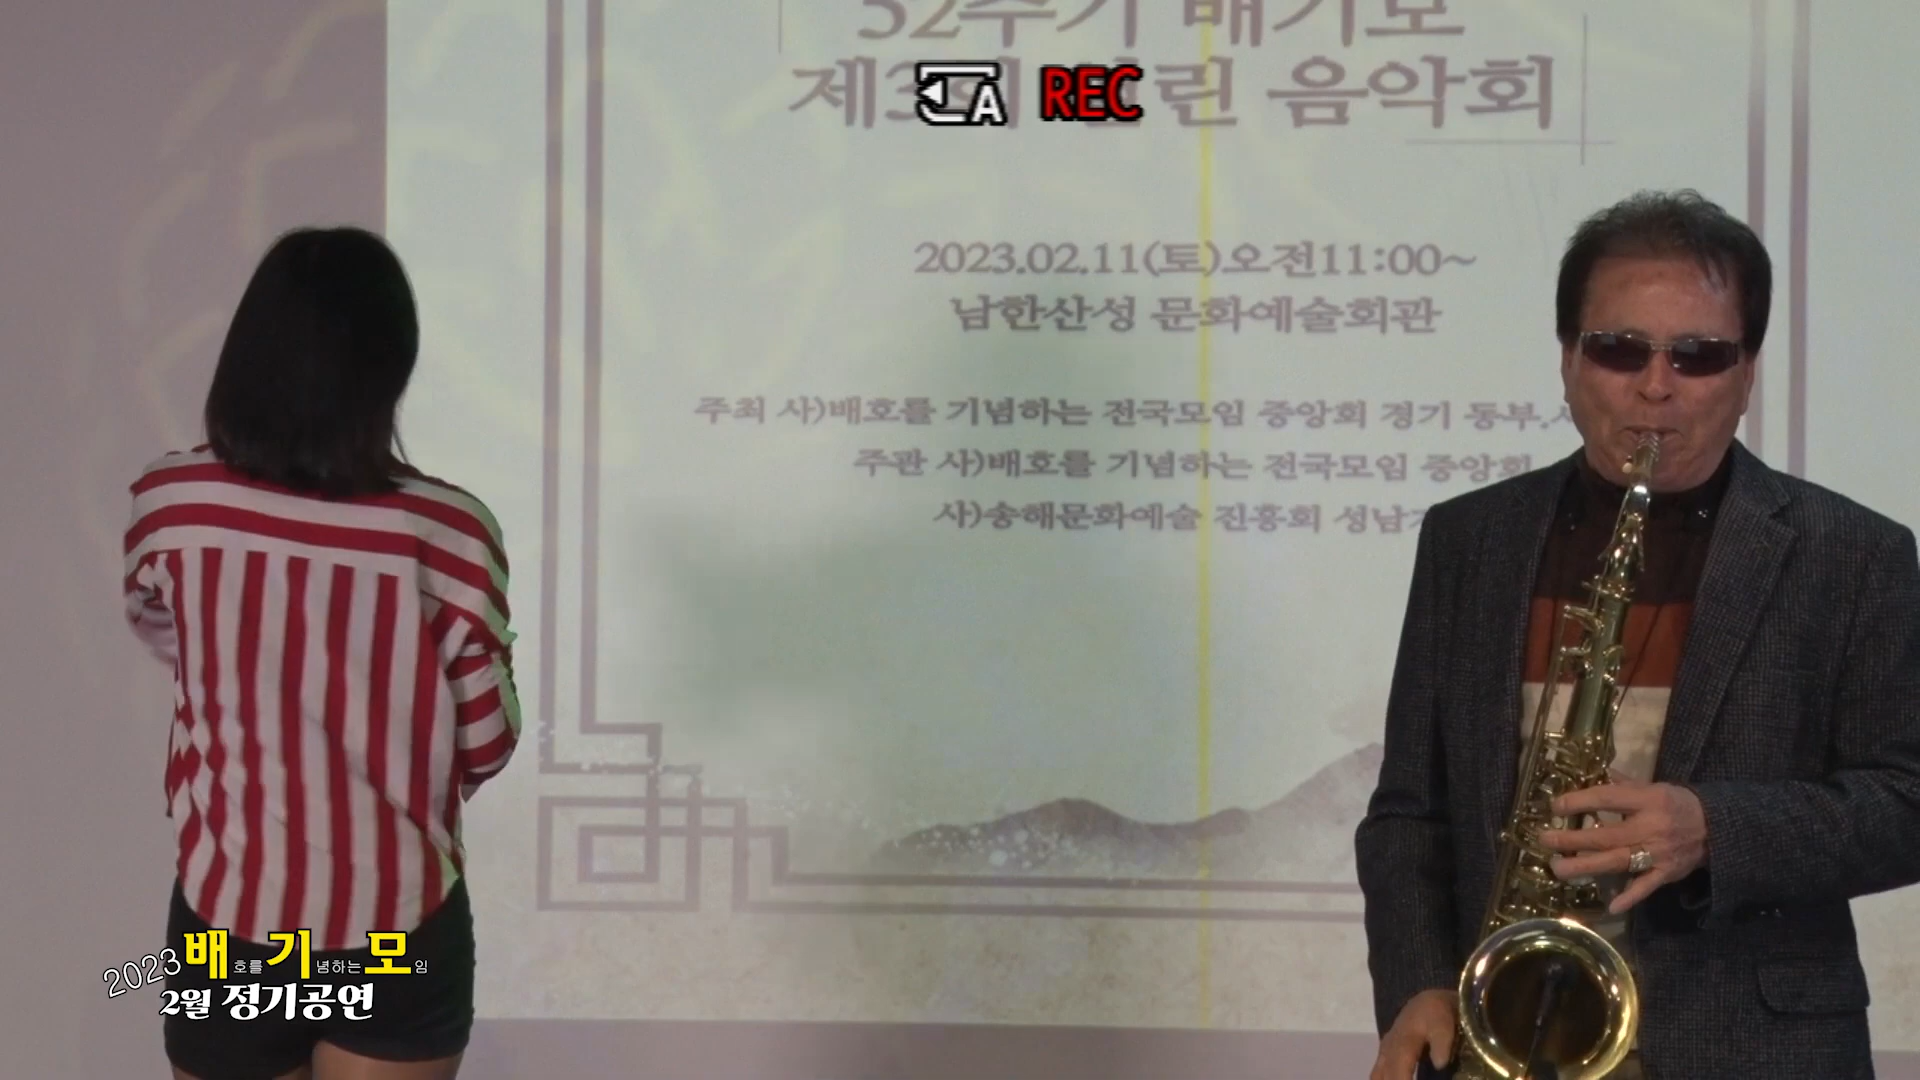 52주기 배기모
제3회 열린 음악회
A REC
2023.02.11(토)오전11:00~
남한산성 문화예술회관
주최 사)배호를 기념하는 전국모임 중앙회 경기 동부.
주관 사)배호를 기념하는 전국모임 중앙회
사)송해문화예술 진흥회 성남
2023 배호를 기념하는 모임
2월 정기공연